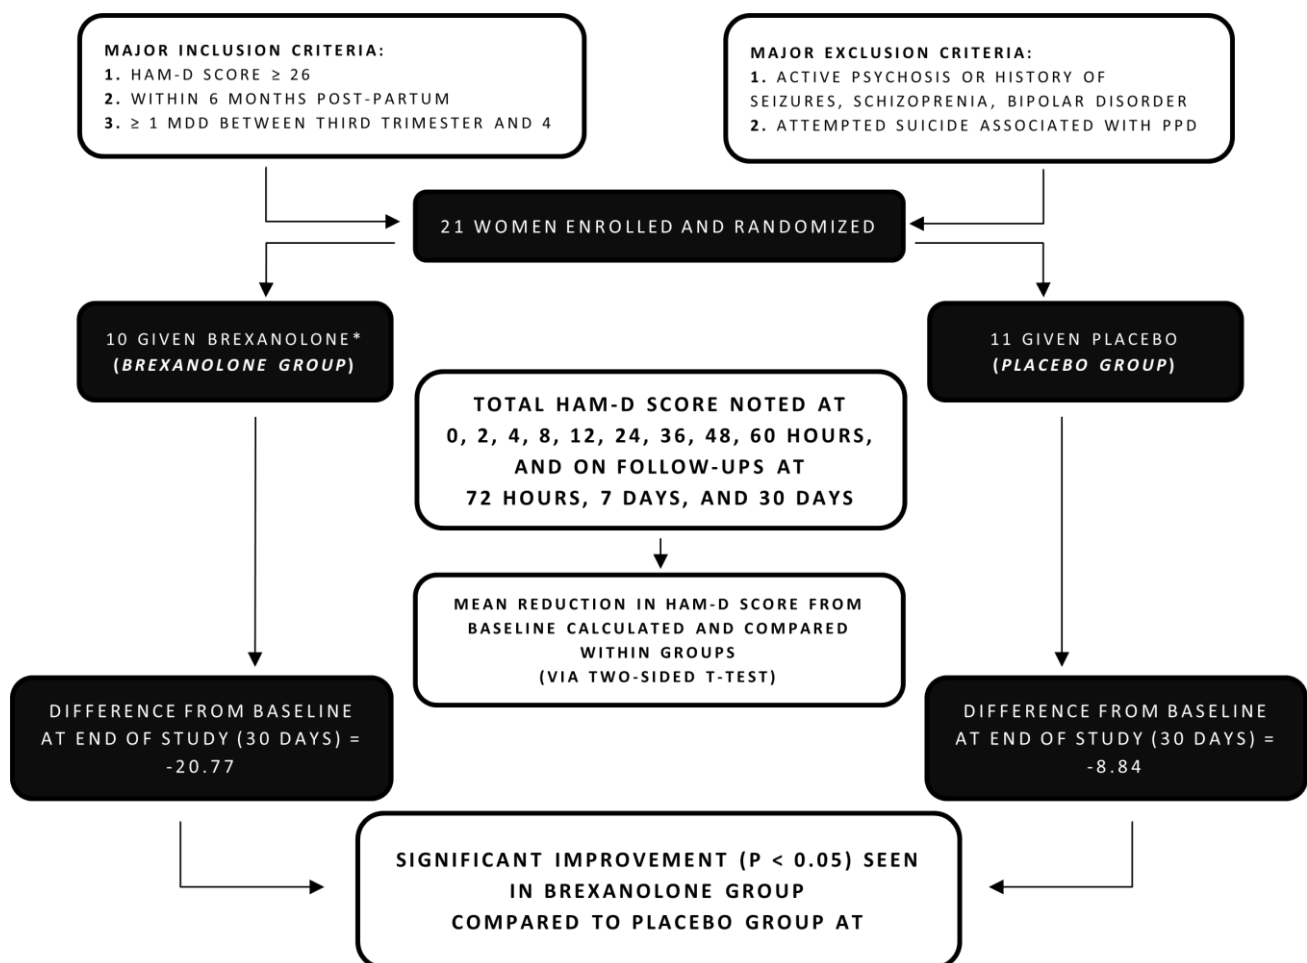 MAJOR INCLUSION CRITERIA:
1. HAM-D SCORE ≥ 26
2. WITHIN 6 MONTHS POST-PARTUM
3. ≥ 1 MDD BETWEEN THIRD TRIMESTER AND 4
MAJOR EXCLUSION CRITERIA:
1. ACTIVE PSYCHOSIS OR HISTORY OF
SEIZURES, SCHIZOPRENIA, BIPOLAR DISORDER
2. ATTEMPTED SUICIDE ASSOCIATED WITH PPD
21 WOMEN ENROLLED AND RANDOMIZED
10 GIVEN BREXANOLONE*
(BREXANOLONE GROUP)
11 GIVEN PLACEBO
(PLACEBO GROUP)
TOTAL HAM-D SCORE NOTED AT
0, 2, 4, 8, 12, 24, 36, 48, 60 HOURS,
AND ON FOLLOW-UPS AT
72 HOURS, 7 DAYS, AND 30 DAYS
MEAN REDUCTION IN HAM-D SCORE FROM
BASELINE CALCULATED AND COMPARED
WITHIN GROUPS
(VIA TWO-SIDED T-TEST)
DIFFERENCE FROM BASELINE
AT END OF STUDY (30 DAYS) =
-20.77
DIFFERENCE FROM BASELINE
AT END OF STUDY (30 DAYS) =
-8.84
SIGNIFICANT IMPROVEMENT (P < 0.05) SEEN
IN BREXANOLONE GROUP
COMPARED TO PLACEBO GROUP AT